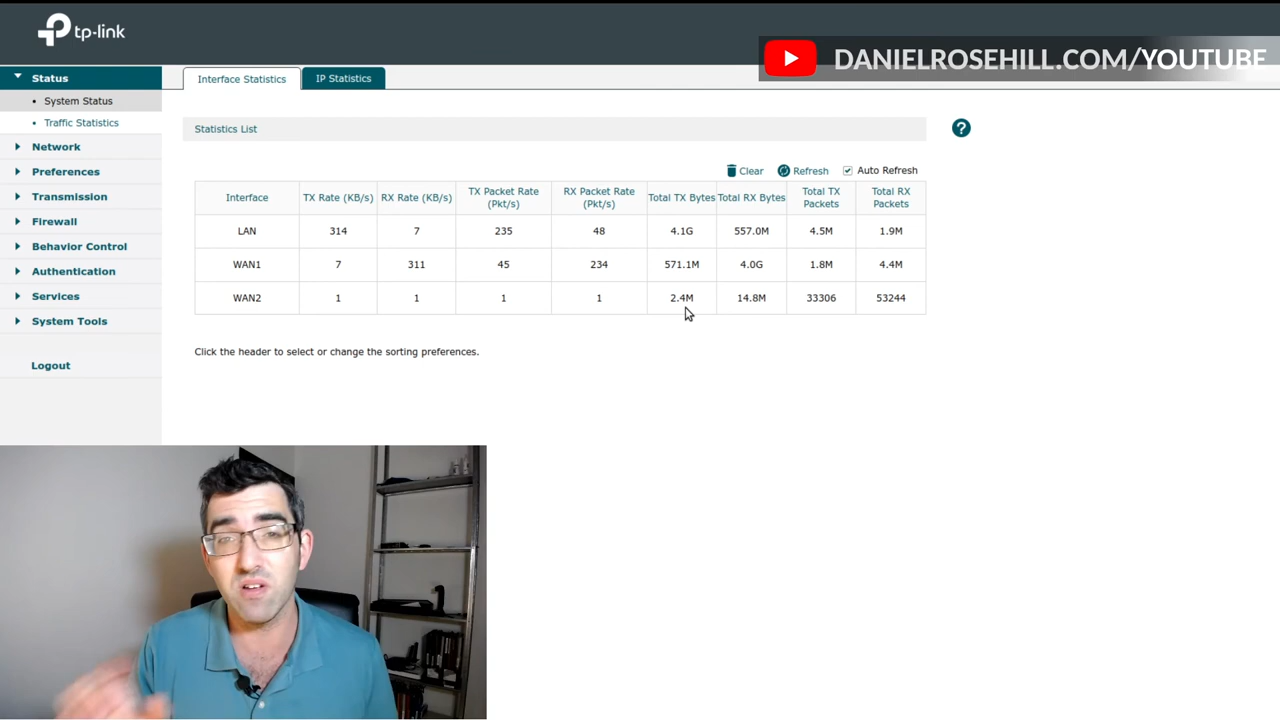 tp-link
DANIELROSEHILL.COM/YOUTUBE
Status
System Status
Traffic Statistics
Network
Preferences
Transmission
Firewall
Behavior Control
Authentication
Services
System Tools
Logout
Interface Statistics IP Statistics
Statistics List
?
Clear Refresh Auto Refresh
Interface TX Rate (KB/s) RX Rate (KB/s) TX Packet Rate (Pkt/s) RX Packet Rate (Pkt/s) Total TX Bytes Total RX Bytes Total TX Packets Total RX Packets
LAN 314 7 235 48 4.1G 557.0M 4.5M 1.9M
WAN1 7 311 45 234 571.1M 4.0G 1.8M 4.4M
WAN2 1 1 1 1 2.4M 14.8M 33306 53244
Click the header to select or change the sorting preferences.